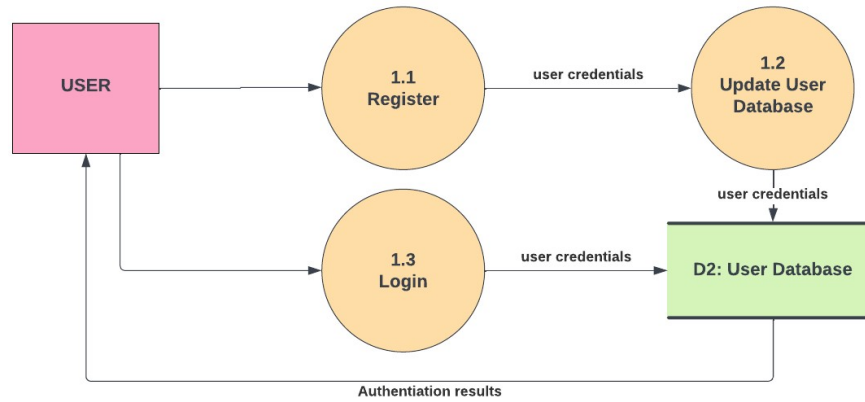 USER
1.1
Register
user credentials
1.2
Update User
Database
user credentials
1.3
Login
user credentials
D2: User Database
Authentiation results